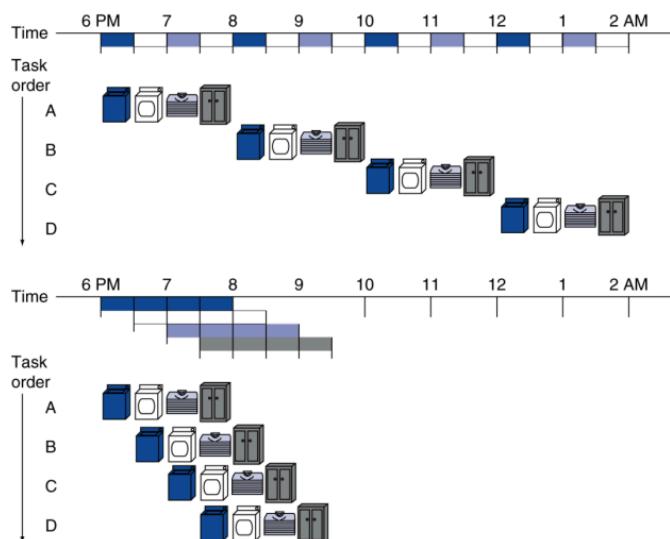 6 PM 7 8 9 10 11 12 1 2 AM
Time
Task
order
A
B
C
D
6 PM 7 8 9 10 11 12 1 2 AM
Time
Task
order
A
B
C
D